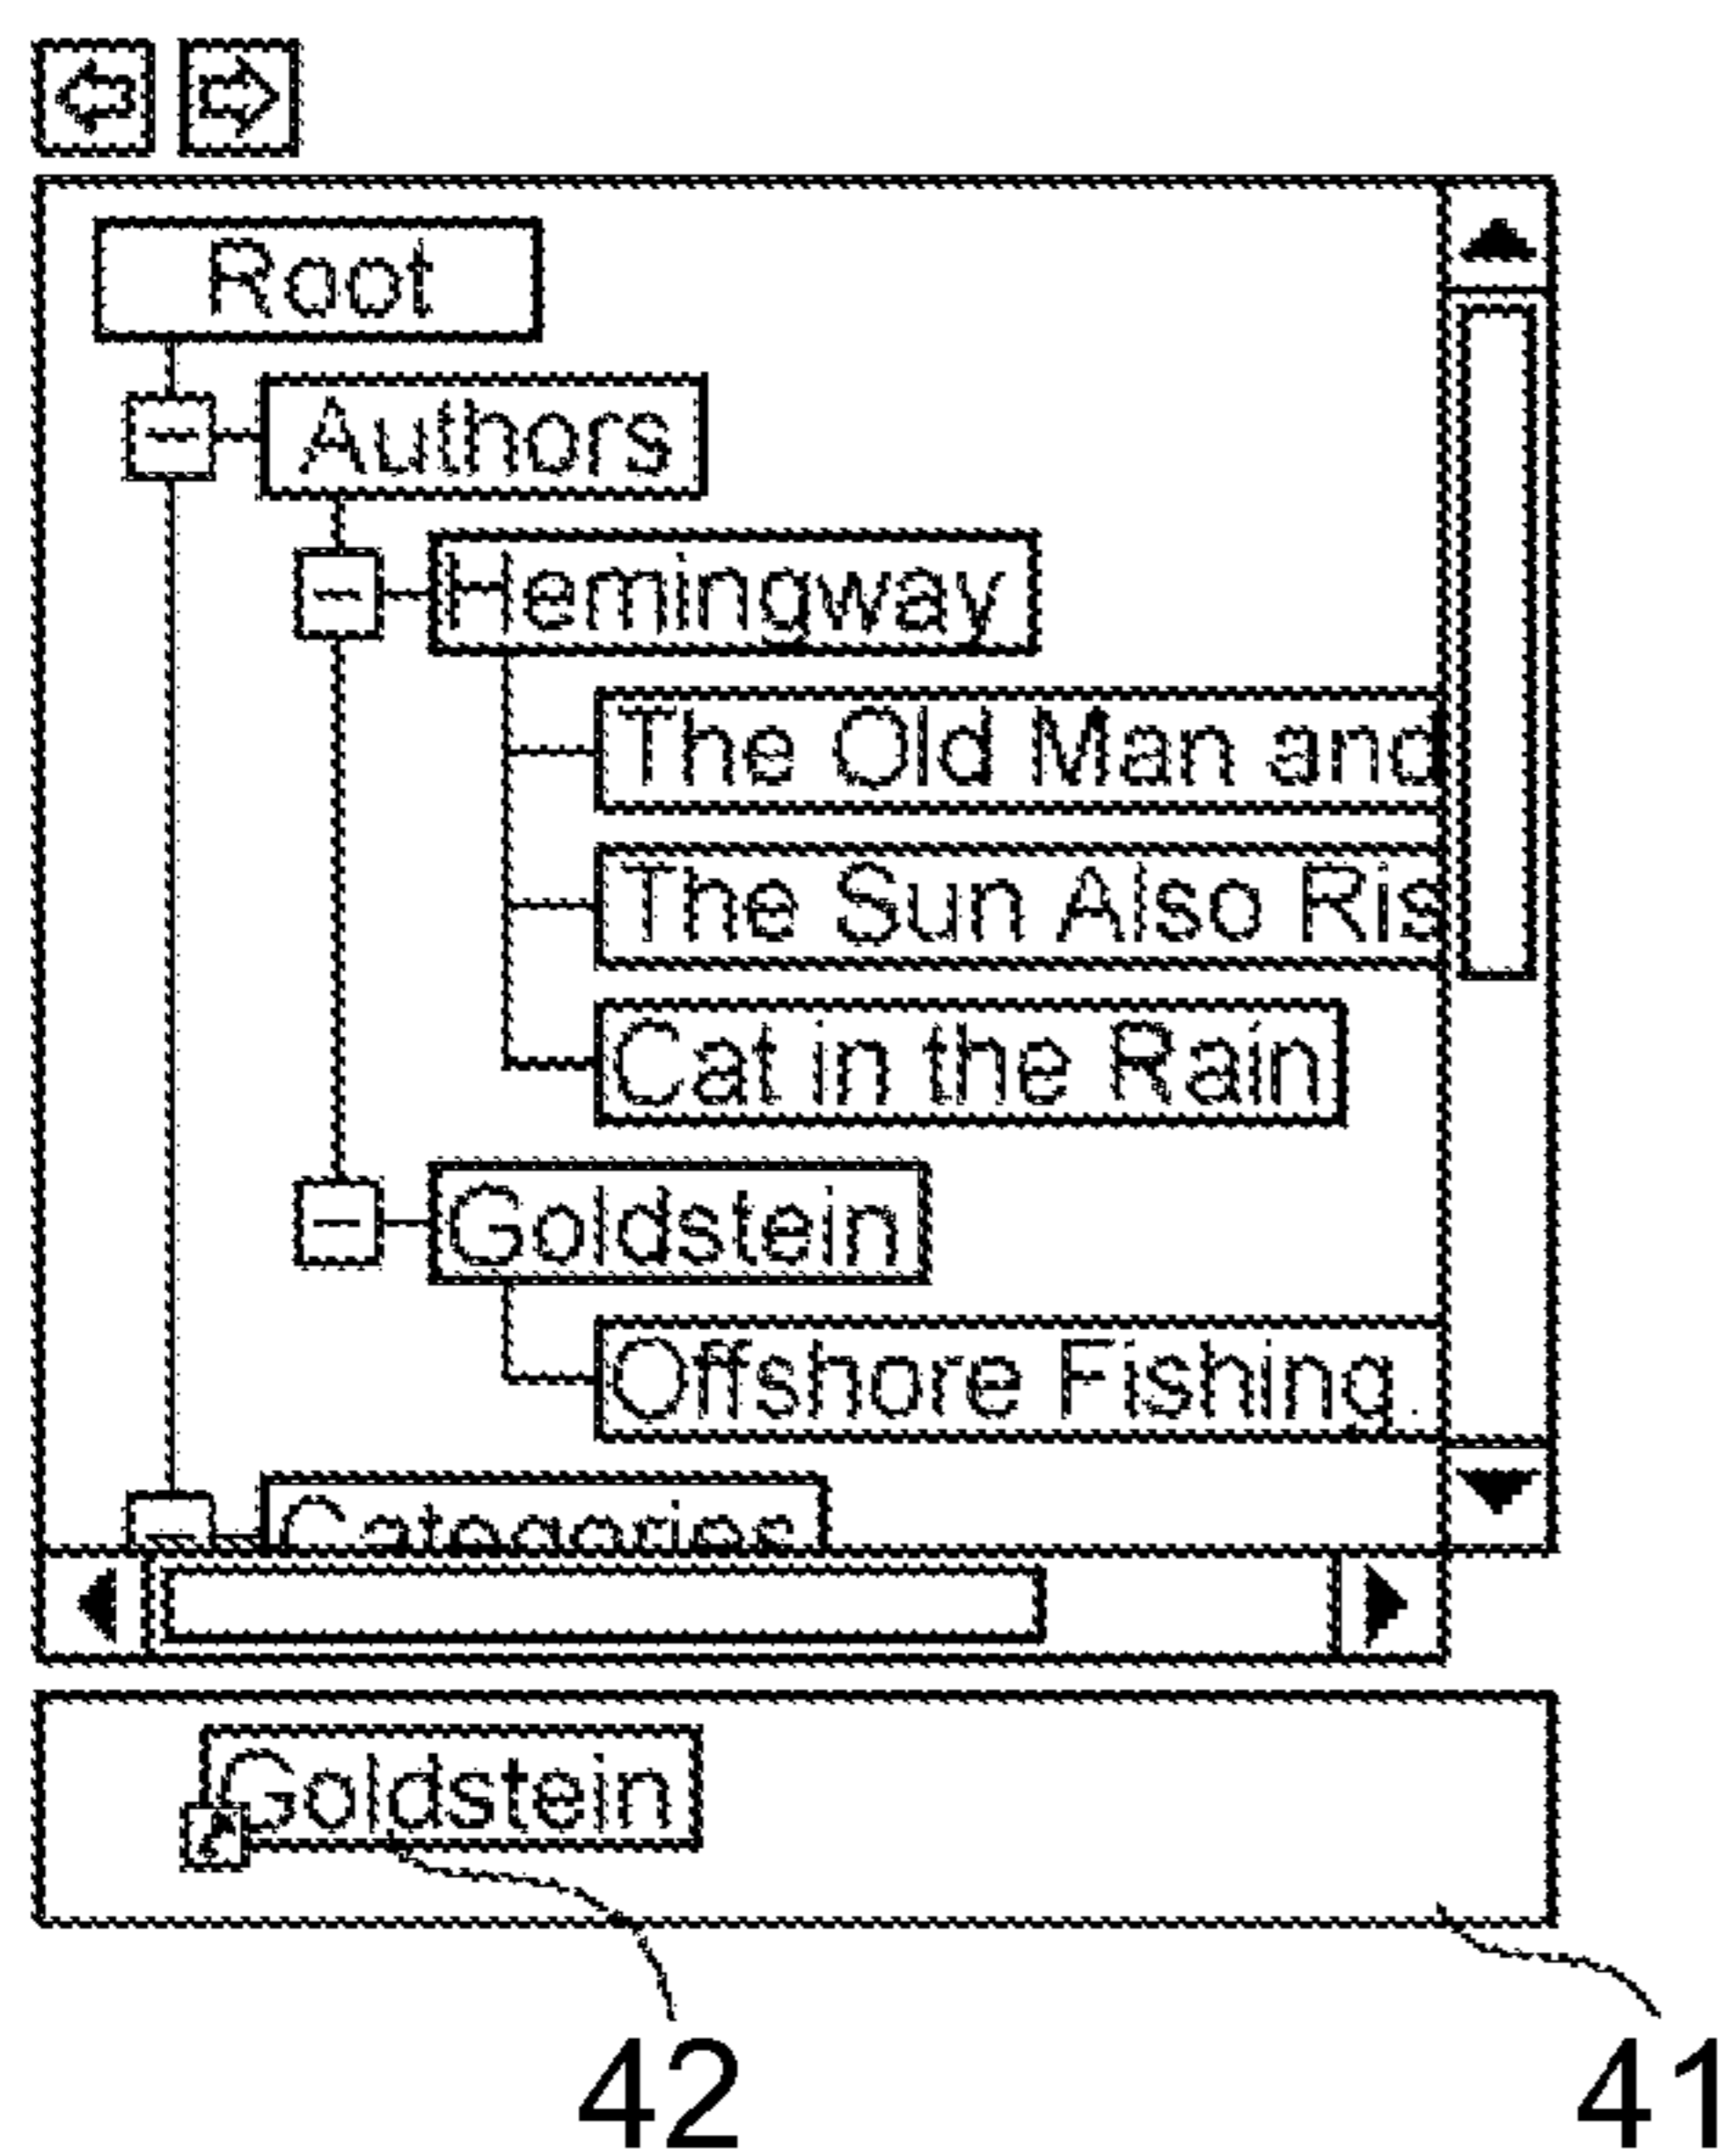 Root
Authors
Hemingway
The Old Man and
The Sun Also Ris
Cat in the Rain
Goldstein
Offshore Fishing
Categories
Goldstein
42 41